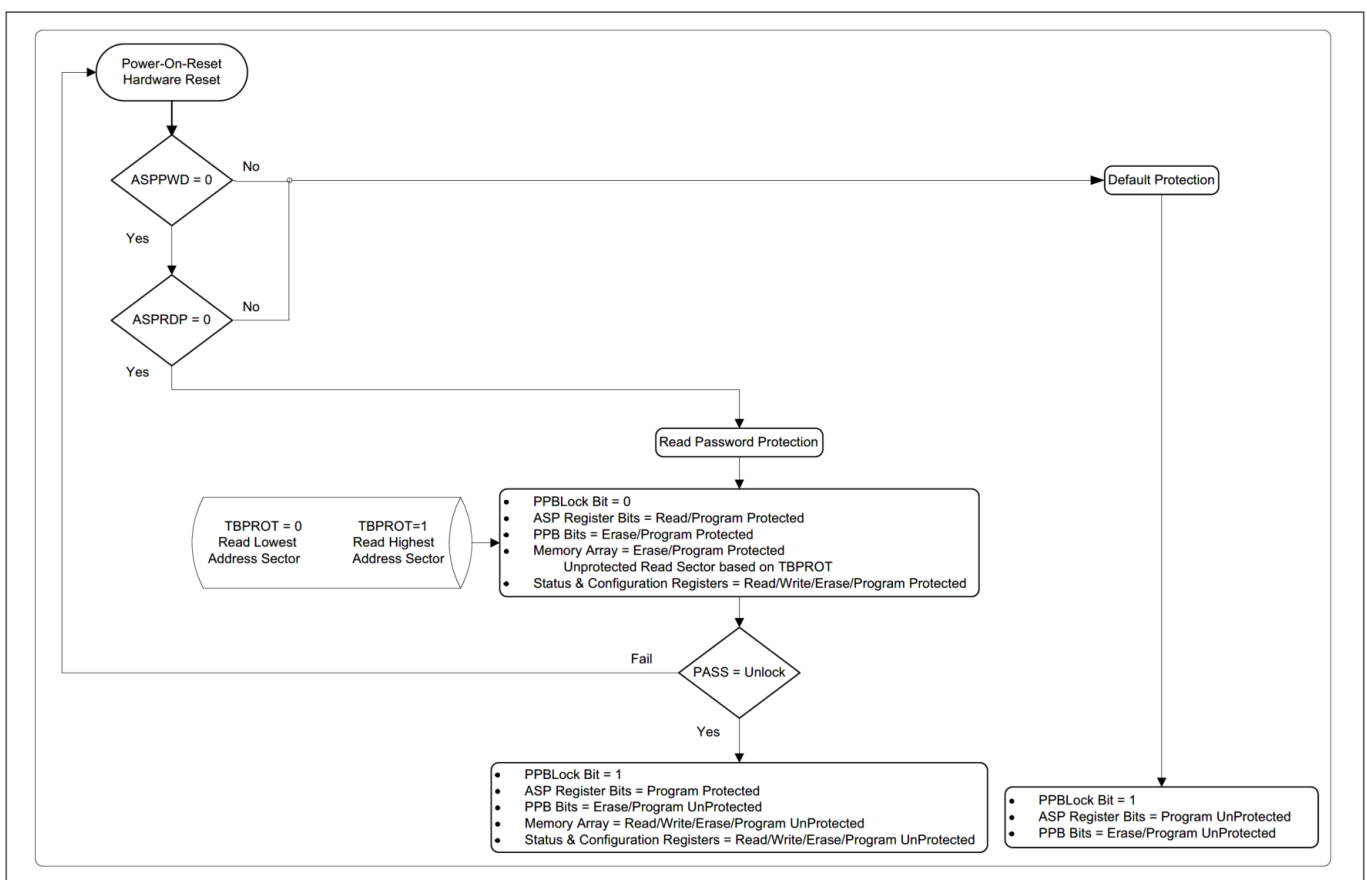 Power-On-Reset
Hardware Reset
ASPPWD = 0
No
Default Protection
Yes
ASPRDP = 0
No
Yes
Read Password Protection
TBPROT = 0
Read Lowest
Address Sector
TBPROT=1
Read Highest
Address Sector
• PPBLock Bit = 0
• ASP Register Bits = Read/Program Protected
• PPB Bits = Erase/Program Protected
• Memory Array = Erase/Program Protected
Unprotected Read Sector based on TBPROT
• Status & Configuration Registers = Read/Write/Erase/Program Protected
Fail
PASS = Unlock
Yes
• PPBLock Bit = 1
• ASP Register Bits = Program Protected
• PPB Bits = Erase/Program UnProtected
• Memory Array = Read/Write/Erase/Program UnProtected
• Status & Configuration Registers = Read/Write/Erase/Program UnProtected
• PPBLock Bit = 1
• ASP Register Bits = Program UnProtected
• PPB Bits = Erase/Program UnProtected